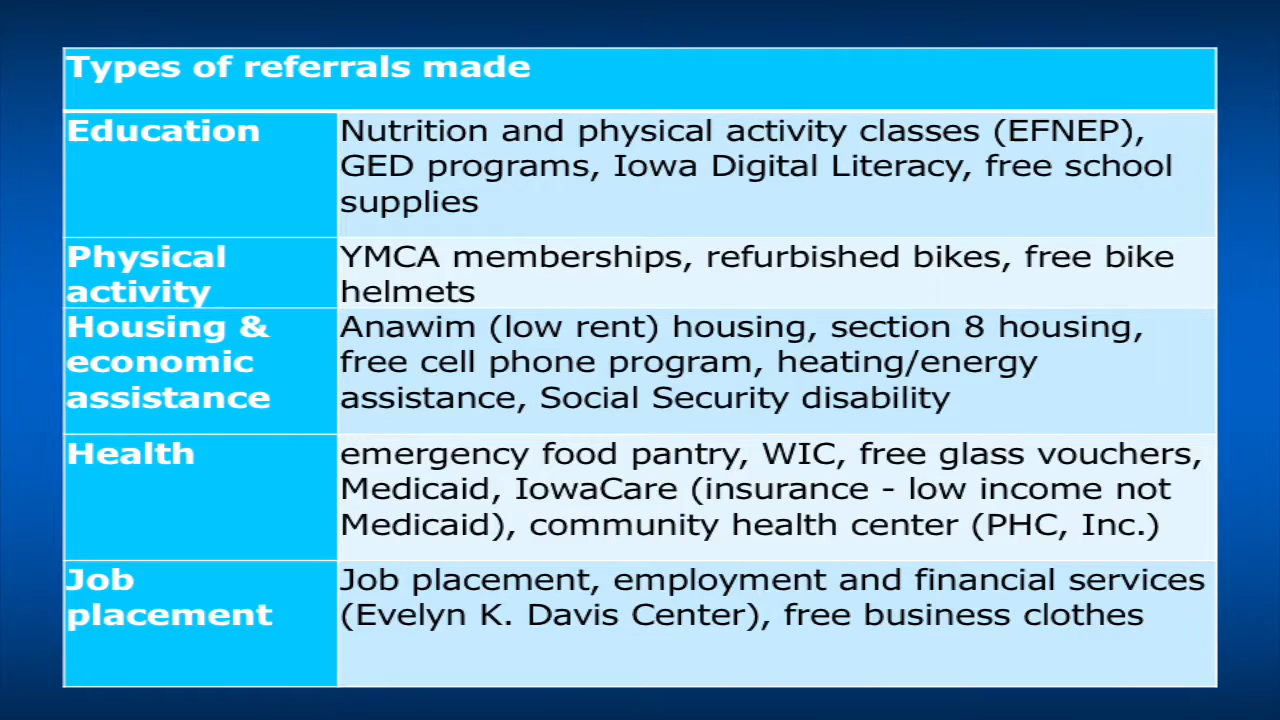 Types of referrals made
Education
Nutrition and physical activity classes (EFNEP),
GED programs, Iowa Digital Literacy, free school
supplies
Physical
activity
YMCA memberships, refurbished bikes, free bike
helmets
Housing &
economic
assistance
Anawim (low rent) housing, section 8 housing,
free cell phone program, heating/energy
assistance, Social Security disability
Health
emergency food pantry, WIC, free glass vouchers,
Medicaid, IowaCare (insurance - low income not
Medicaid), community health center (PHC, Inc.)
Job
placement
Job placement, employment and financial services
(Evelyn K. Davis Center), free business clothes